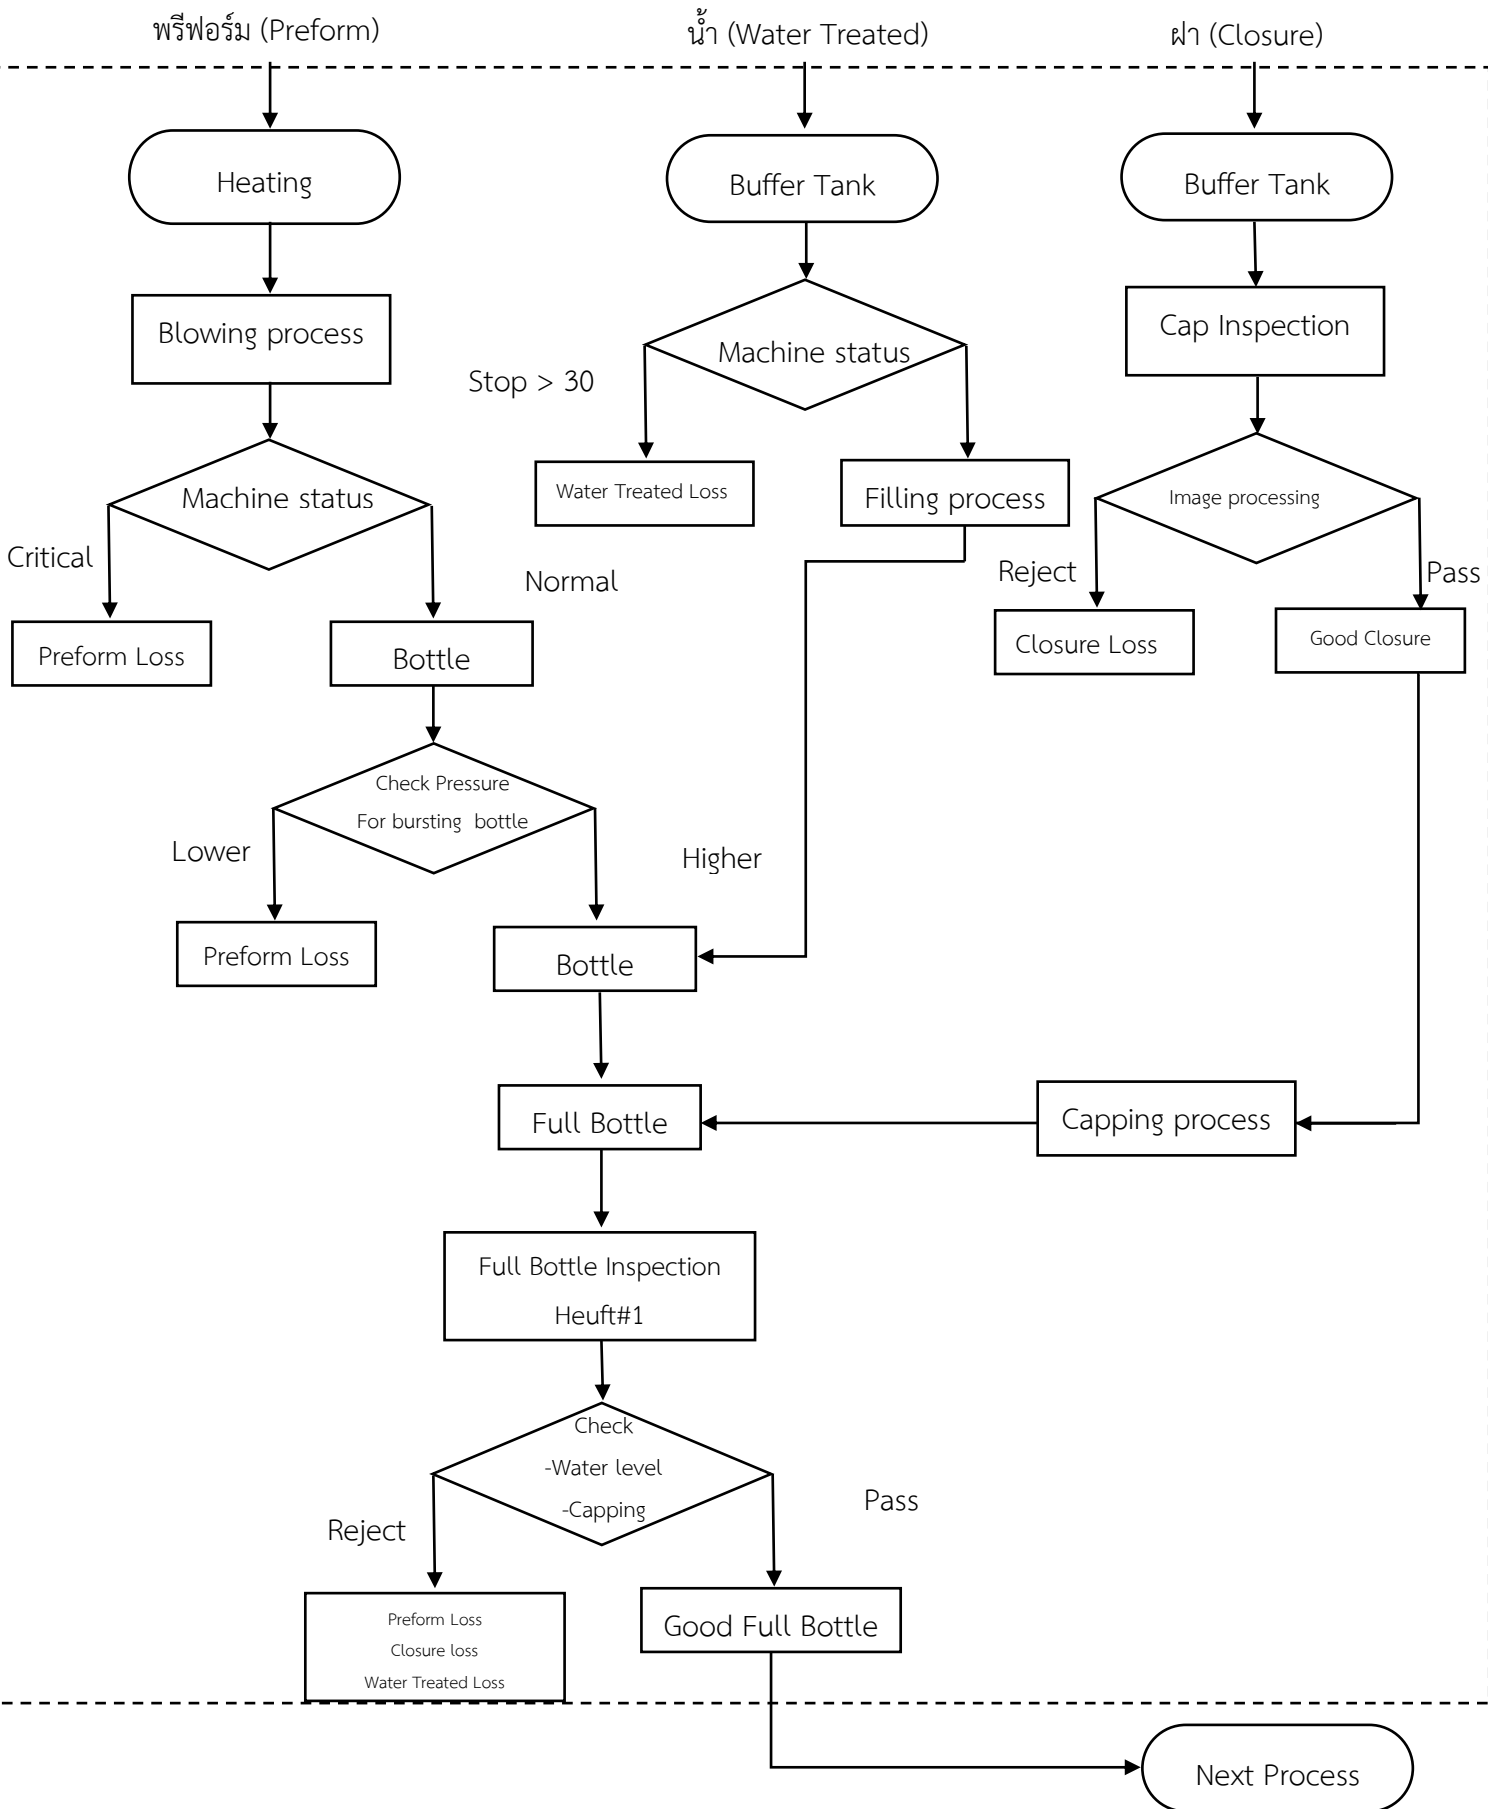 พรีฟอร์ม (Preform)
น้ำ (Water Treated)
ฝา (Closure)
Heating
Buffer Tank
Buffer Tank
Blowing process
Machine status
Cap Inspection
Stop > 30
Machine status
Water Treated Loss
Filling process
Image processing
Critical
Normal
Reject
Pass
Preform Loss
Bottle
Closure Loss
Good Closure
Check Pressure
For bursting bottle
Lower
Higher
Preform Loss
Bottle
Full Bottle
Capping process
Full Bottle Inspection
Heuft#1
Check
-Water level
-Capping
Pass
Reject
Preform Loss
Closure loss
Water Treated Loss
Good Full Bottle
Next Process